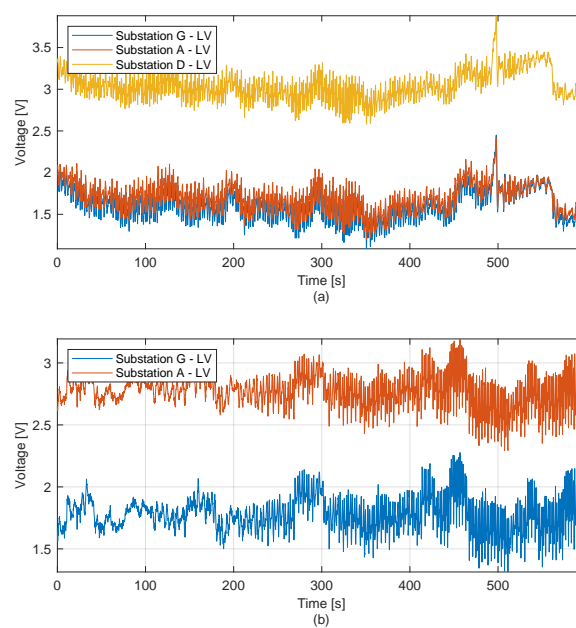 3.5
3
2.5
2
1.5
Voltage [V]
Substation G - LV
Substation A - LV
Substation D - LV
0 100 200 300 400 500
Time [s]
(a)
3
2.5
2
1.5
Voltage [V]
Substation G - LV
Substation A - LV
0 100 200 300 400 500
Time [s]
(b)